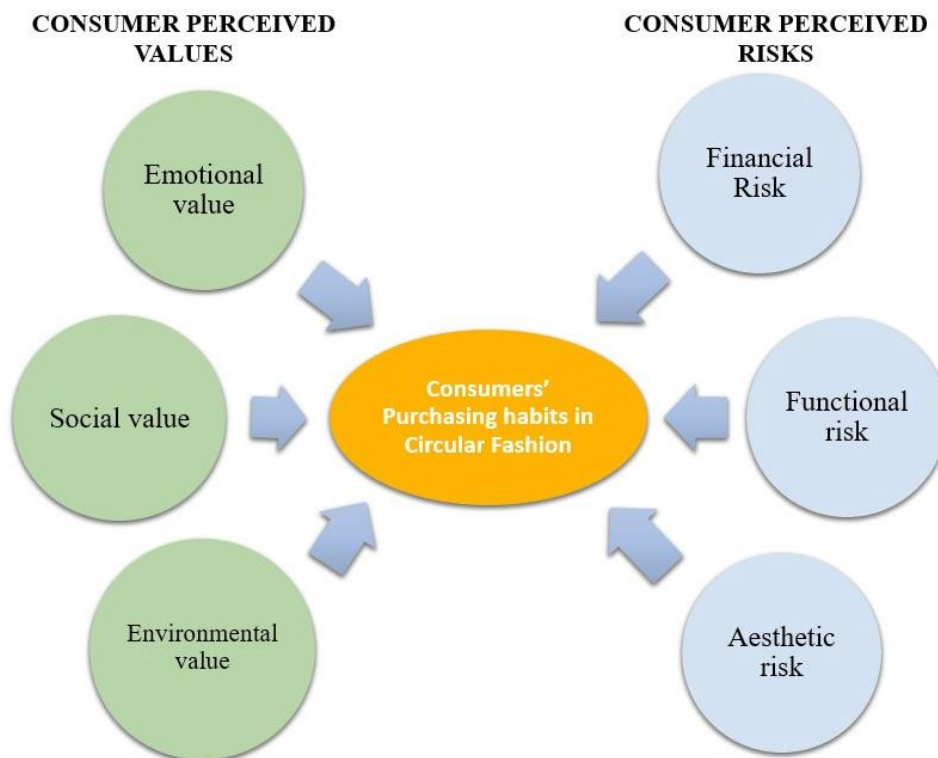 CONSUMER PERCEIVED
VALUES
CONSUMER PERCEIVED
RISKS
Emotional
value
Financial
Risk
Social value
Consumers’
Purchasing habits in
Circular Fashion
Functional
risk
Environmental
value
Aesthetic
risk